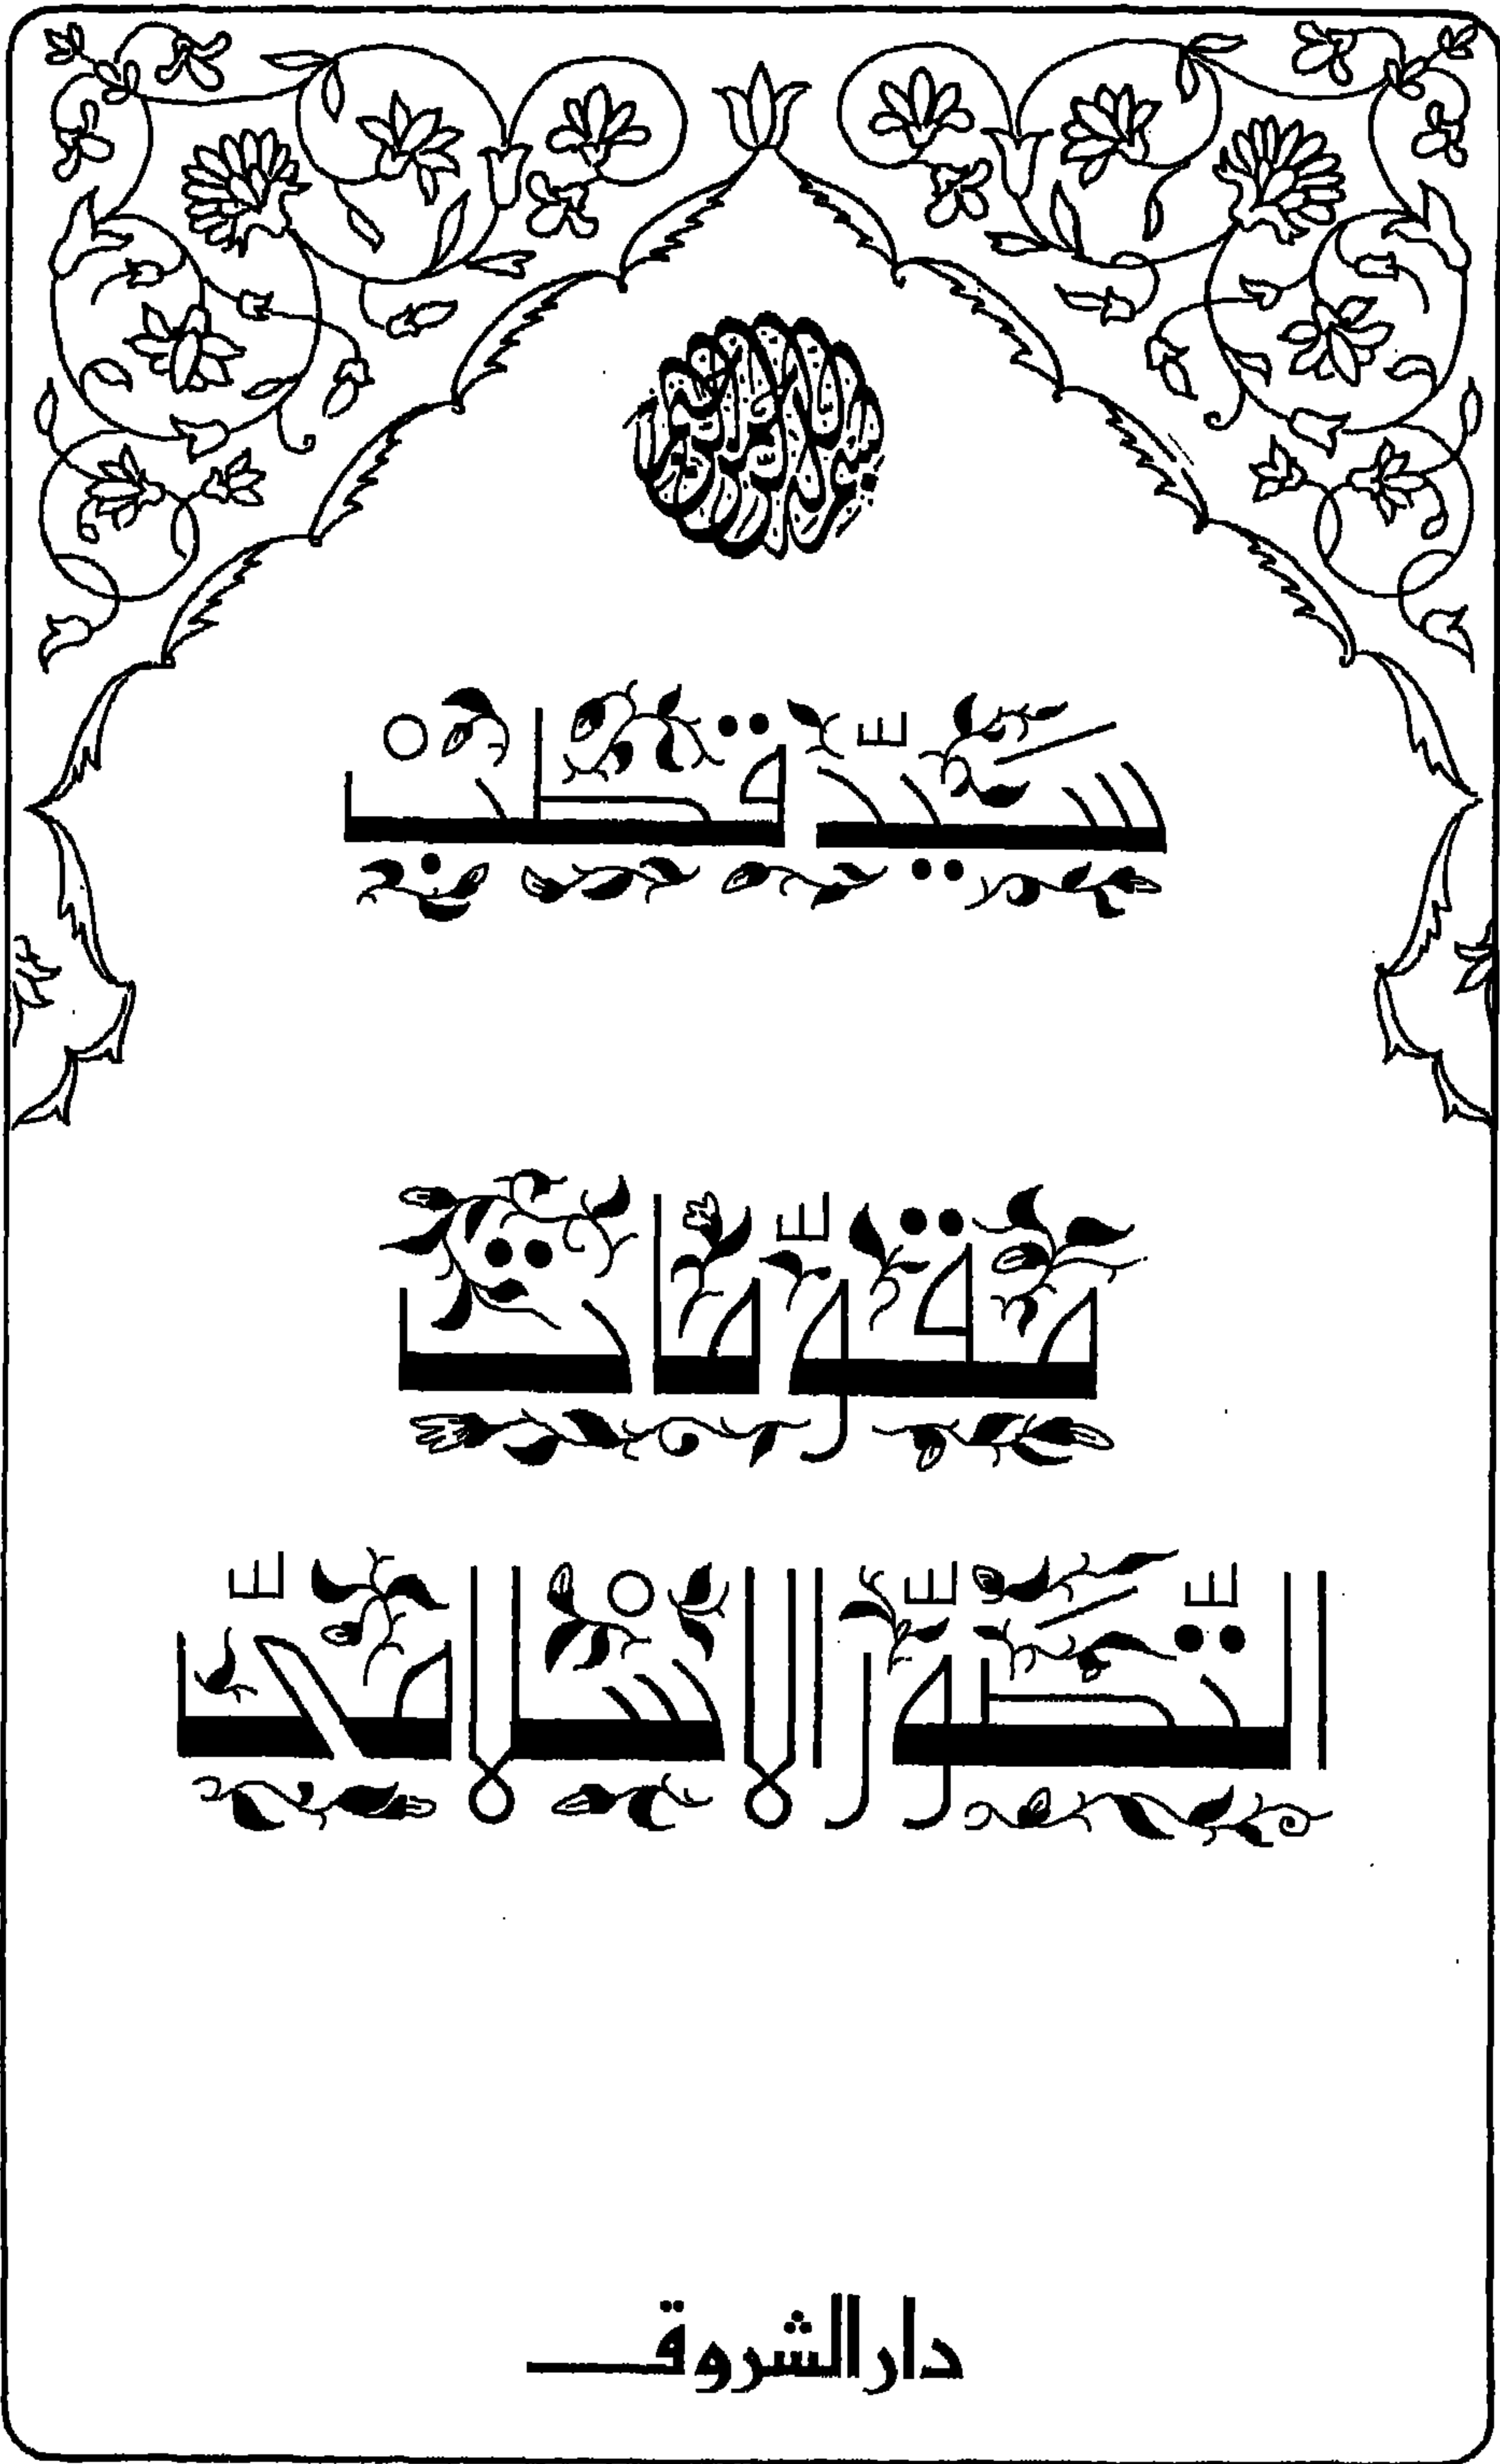 سيد قطب
مقومات
التصور الإسلامي
دار الشروق